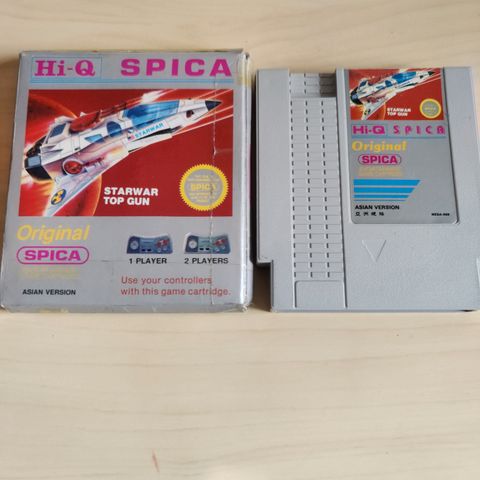 Hi-Q SPICA
STARWAR
STARWAR
TOP GUN
SPICA
Original
SPICA
1 PLAYER 2 PLAYERS
Use your controllers
with this game cartridge.
ASIAN VERSION
STARWAR
TOP GUN
Hi-Q SPICA
Original
SPICA
ASIAN VERSION